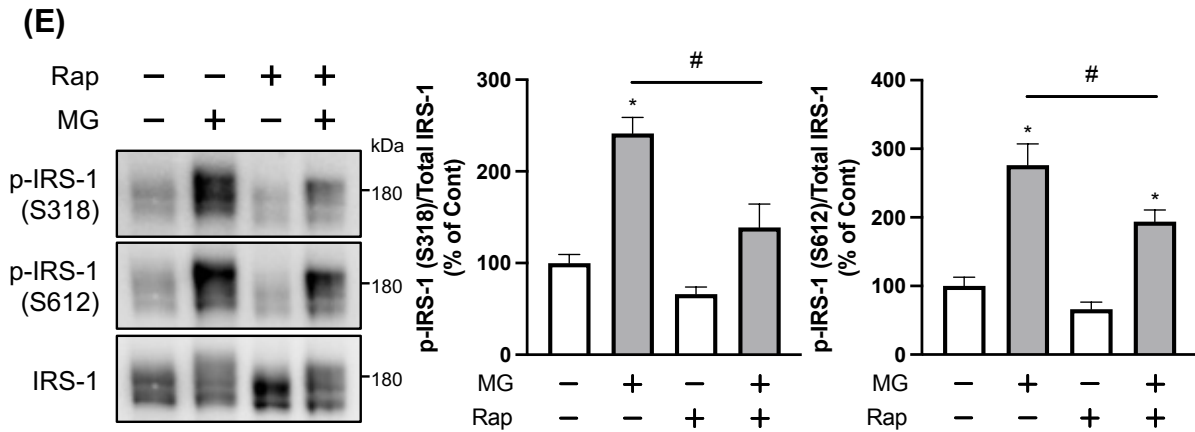 (E)
Rap − − + +
MG − + − +
kDa
p-IRS-1
(S318)
180
p-IRS-1
(S612)
180
IRS-1
180
p-IRS-1 (S318)/Total IRS-1
(% of Cont)
300
200
100
0
*
#
MG − + − +
Rap − − + +
p-IRS-1 (S612)/Total IRS-1
(% of Cont)
400
300
200
100
0
*
*
#
MG − + − +
Rap − − + +